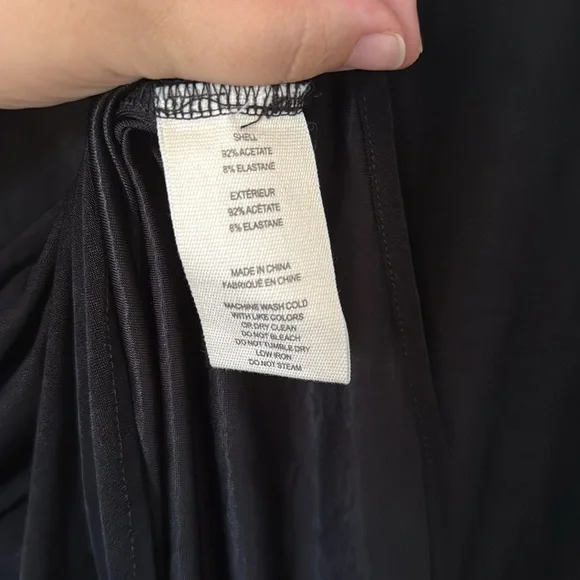 SHELL
92% ACETATE
8% ELASTANE
EXTÉRIEUR
92% ACÉTATE
8% ELASTANE
MADE IN CHINA
FABRIQUÉ EN CHINE
MACHINE WASH COLD
WITH LIKE COLORS
OR DRY CLEAN
DO NOT BLEACH
DO NOT TUMBLE DRY
LOW IRON
DO NOT STEAM